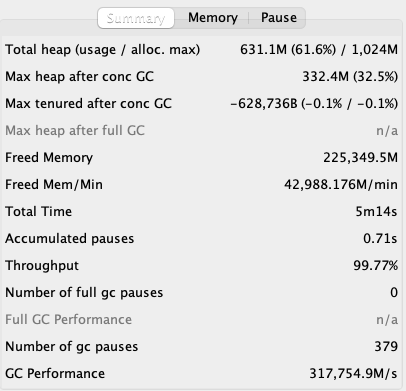 Summary Memory Pause
Total heap (usage / alloc. max) 631.1M (61.6%) / 1,024M
Max heap after conc GC 332.4M (32.5%)
Max tenured after conc GC -628,736B (-0.1% / -0.1%)
Max heap after full GC n/a
Freed Memory 225,349.5M
Freed Mem/Min 42,988.176M/min
Total Time 5m14s
Accumulated pauses 0.71s
Throughput 99.77%
Number of full gc pauses 0
Full GC Performance n/a
Number of gc pauses 379
GC Performance 317,754.9M/s